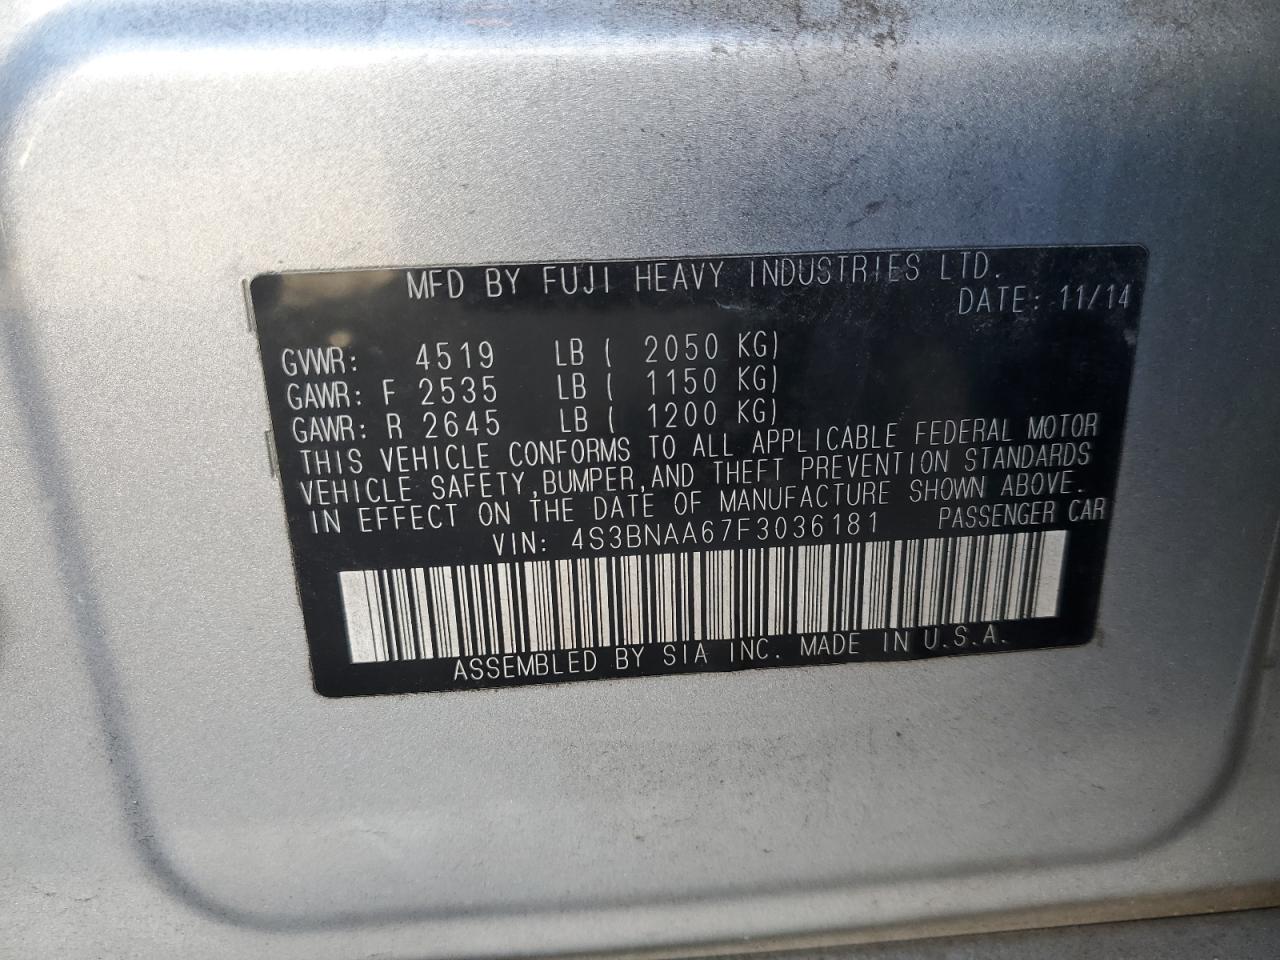 MFD BY FUJI HEAVY INDUSTRIES LTD.
DATE: 11/14
GVWR: 4519 LB ( 2050 KG)
GAWR: F 2535 LB ( 1150 KG)
GAWR: R 2645 LB ( 1200 KG)
THIS VEHICLE CONFORMS TO ALL APPLICABLE FEDERAL MOTOR
VEHICLE SAFETY,BUMPER,AND THEFT PREVENTION STANDARDS
IN EFFECT ON THE DATE OF MANUFACTURE SHOWN ABOVE.
VIN: 4S3BNAA67F3036181 PASSENGER CAR
ASSEMBLED BY SIA INC. MADE IN U.S.A.